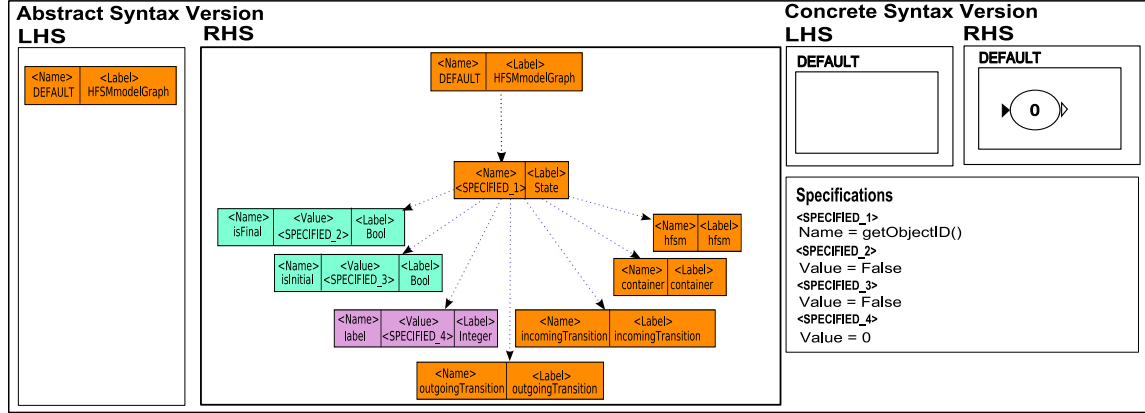 Abstract Syntax Version
LHS
RHS
<Name> <Label>
DEFAULT HFSMmodelGraph
<Name> <Label>
DEFAULT HFSMmodelGraph
<Name> <Label>
<SPECIFIED_1> State
<Name> <Value> <Label>
isFinal <SPECIFIED_2> Bool
<Name> <Value> <Label>
isInitial <SPECIFIED_3> Bool
<Name> <Value> <Label>
label <SPECIFIED_4> Integer
<Name> <Label>
outgoingTransition outgoingTransition
<Name> <Label>
incomingTransition incomingTransition
<Name> <Label>
container container
<Name> <Label>
hfsm hfsm
Concrete Syntax Version
LHS
RHS
DEFAULT
DEFAULT
0
Specifications
<SPECIFIED_1>
Name = getObjectID()
<SPECIFIED_2>
Value = False
<SPECIFIED_3>
Value = False
<SPECIFIED_4>
Value = 0